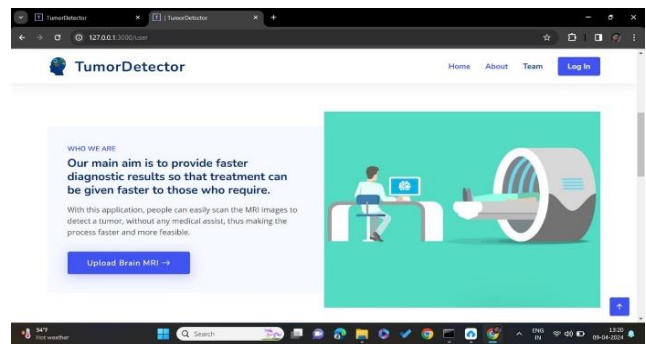 TumorDetector
| TumorDetector
127.0.0.1:3000/user
TumorDetector
Home About Team Log In
WHO WE ARE
Our main aim is to provide faster
diagnostic results so that treatment can
be given faster to those who require.
With this application, people can easily scan the MRI images to
detect a tumor, without any medical assist, thus making the
process faster and more feasible.
Upload Brain MRI →
Hot weather
Search
ENG
IN
13:20
09-04-2024